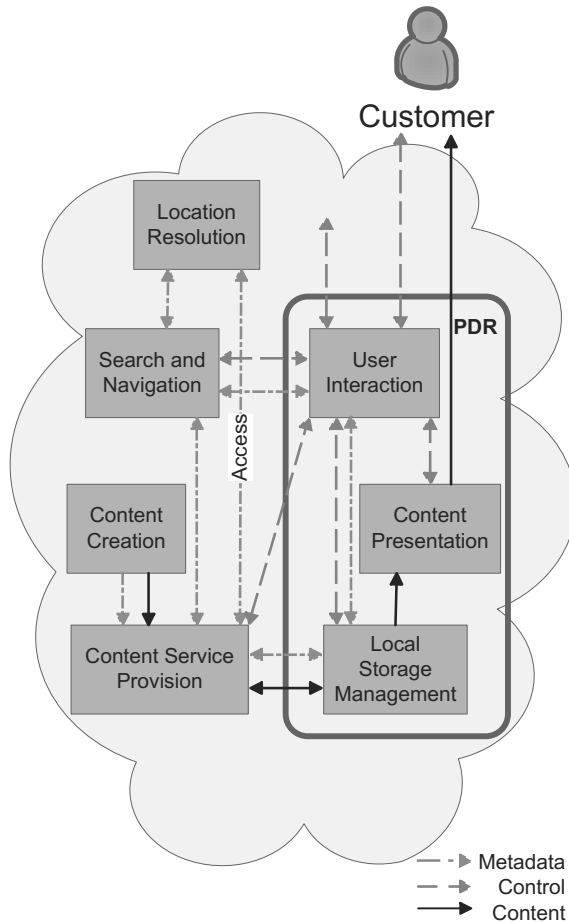 Customer
Location
Resolution
PDR
Search and
Navigation
User
Interaction
Access
Content
Creation
Content
Presentation
Content Service
Provision
Local
Storage
Management
Metadata
Control
Content